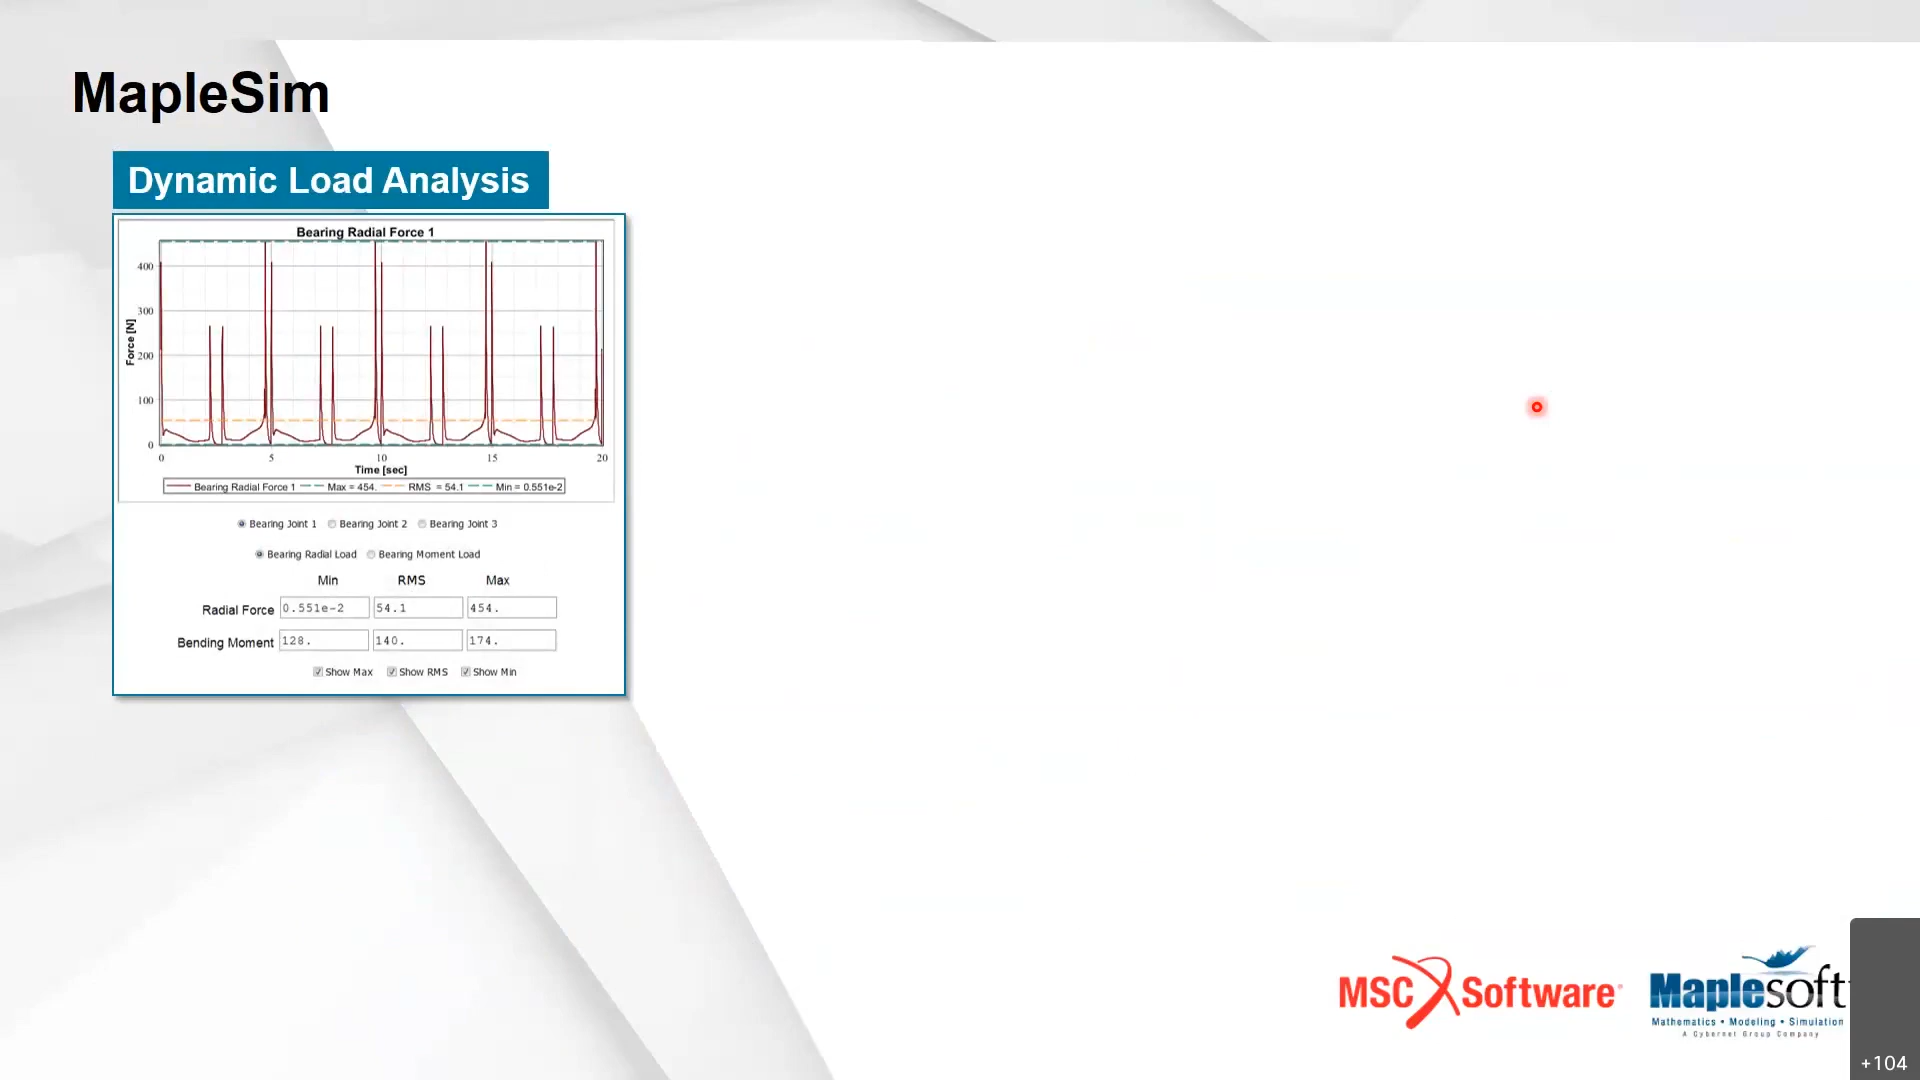 MapleSim
Dynamic Load Analysis
Bearing Radial Force 1
400
300
200
100
0
Force [N]
0 5 10 15 20
Time [sec]
Bearing Radial Force 1 Max = 454. RMS = 54.1 Min = 0.551e-2
Bearing Joint 1 Bearing Joint 2 Bearing Joint 3
Bearing Radial Load Bearing Moment Load
Min RMS Max
Radial Force 0.551e-2 54.1 454.
Bending Moment 128. 140. 174.
Show Max Show RMS Show Min
MSC Software
Maplesoft
Mathematics • Modeling • Simulation
A Cybernet Group Company
+104